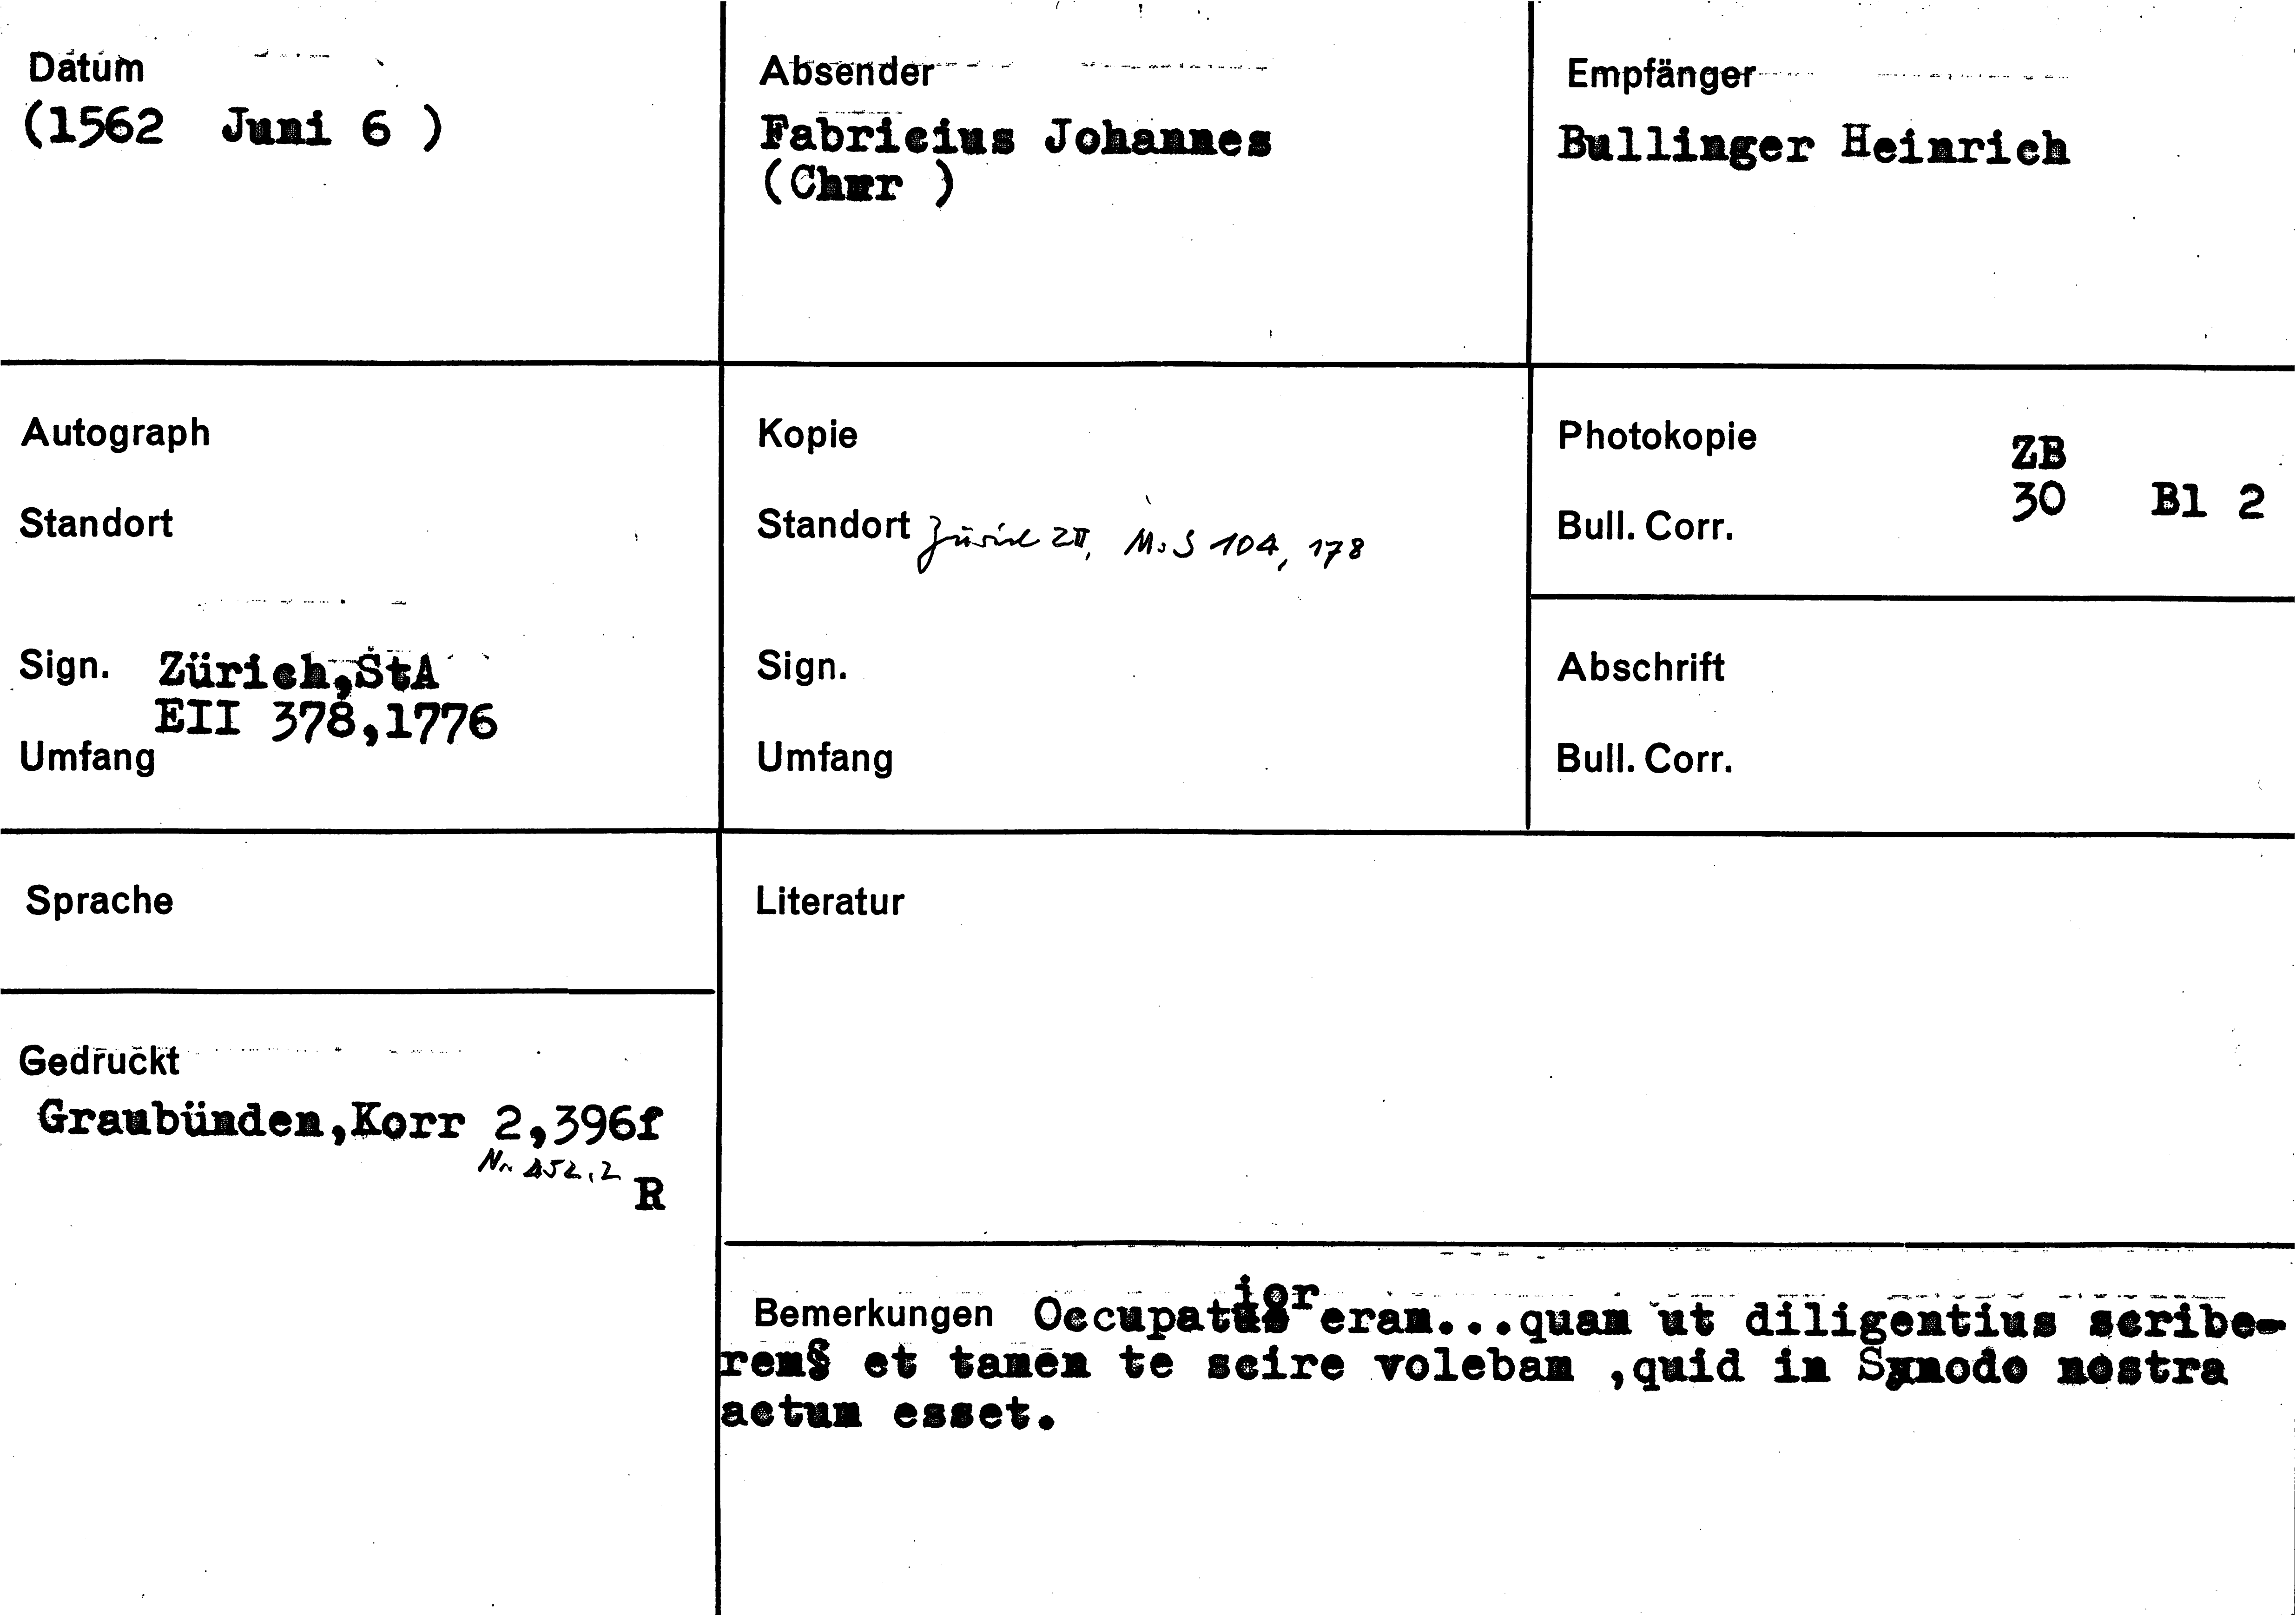 Datum
(1562 Juni 6 )
Absender
Fabricius Johannes
(Chur )
Empfänger
Bullinger Heinrich
Autograph
Standort
Sign. Zürich,StA
EII 378,1776
Umfang
Kopie
Standort Zürich ZB, Ms S 104, 178
Sign.
Umfang
Photokopie ZB
Bull. Corr. 30 Bl 2
Abschrift
Bull. Corr.
Sprache
Gedruckt
Graubünden,Korr 2,396f
Nr 452,2
R
Literatur
Bemerkungen Occupatior eram...quam ut diligentius scribe-
rem§ et tamen te scire volebam ,quid in Synodo nostra
actum esset.